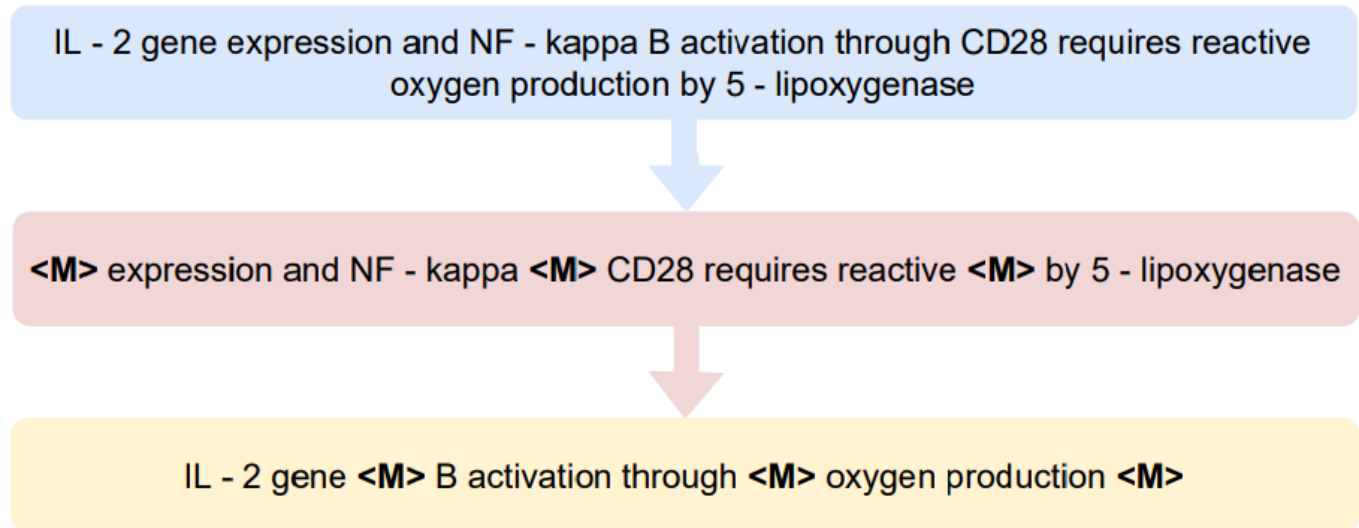 IL - 2 gene expression and NF - kappa B activation through CD28 requires reactive
oxygen production by 5 - lipoxygenase
<M> expression and NF - kappa <M> CD28 requires reactive <M> by 5 - lipoxygenase
IL - 2 gene <M> B activation through <M> oxygen production <M>